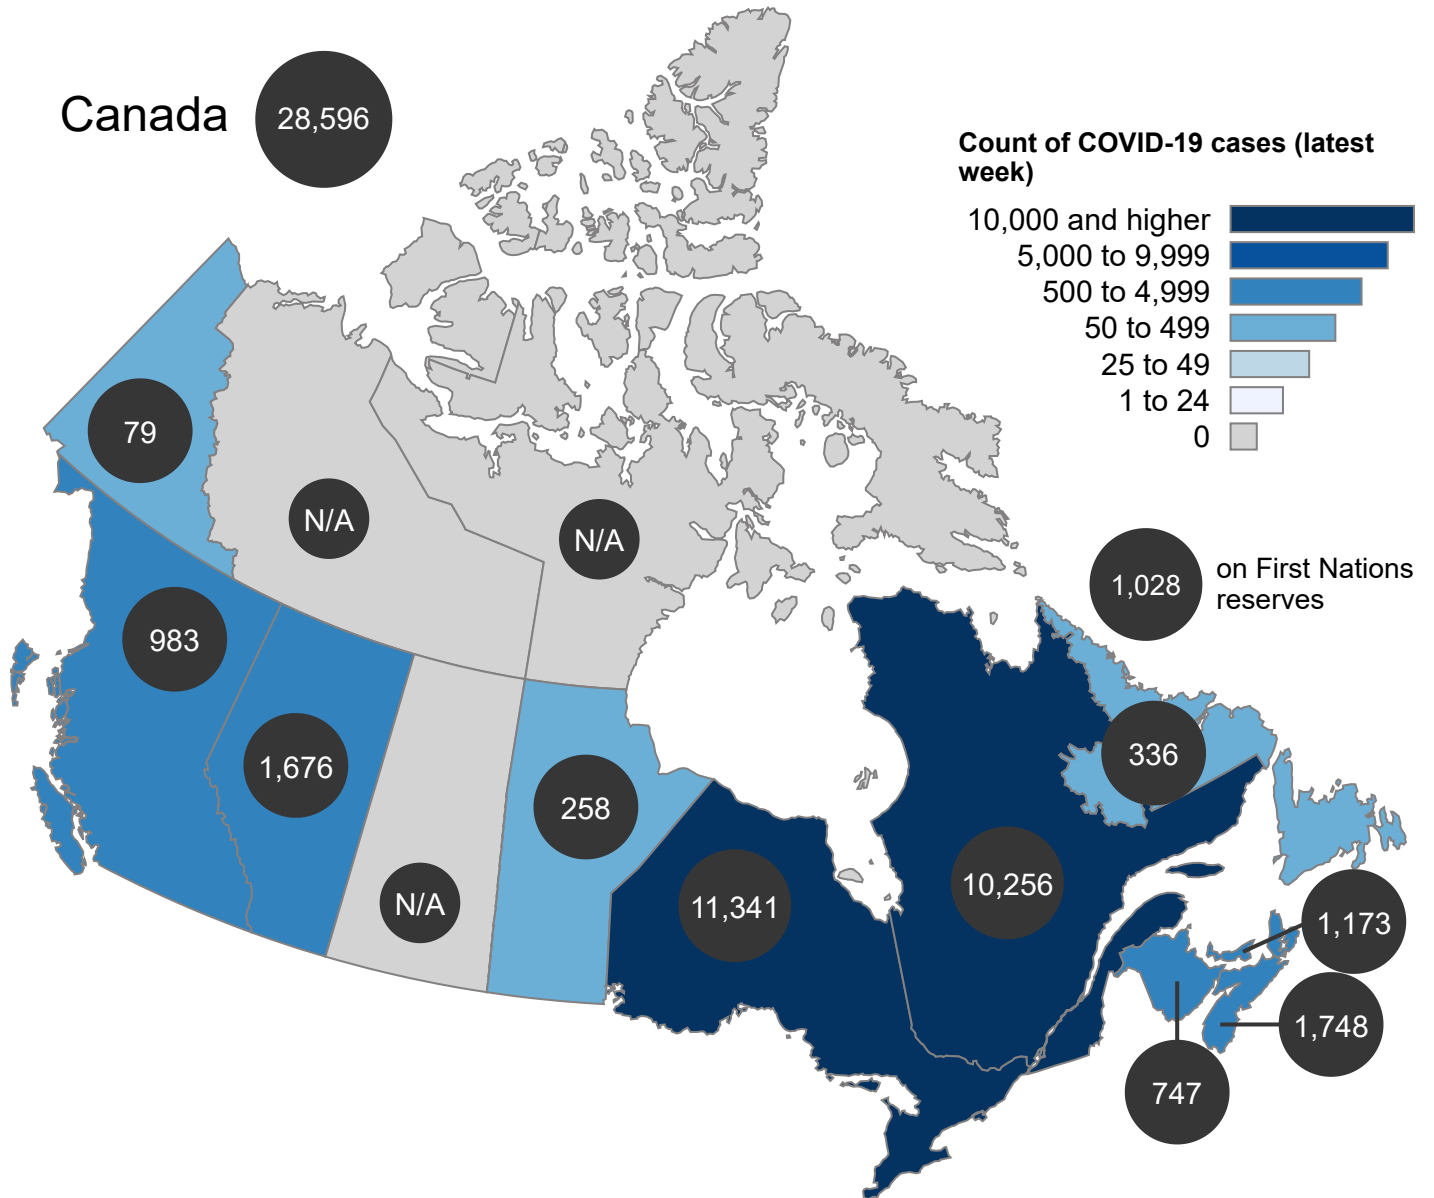 Canada
28,596
Count of COVID-19 cases (latest
week)
10,000 and higher
5,000 to 9,999
500 to 4,999
50 to 499
25 to 49
1 to 24
0
79
N/A
N/A
1,028
on First Nations
reserves
983
1,676
258
336
N/A
11,341
10,256
1,173
1,748
747